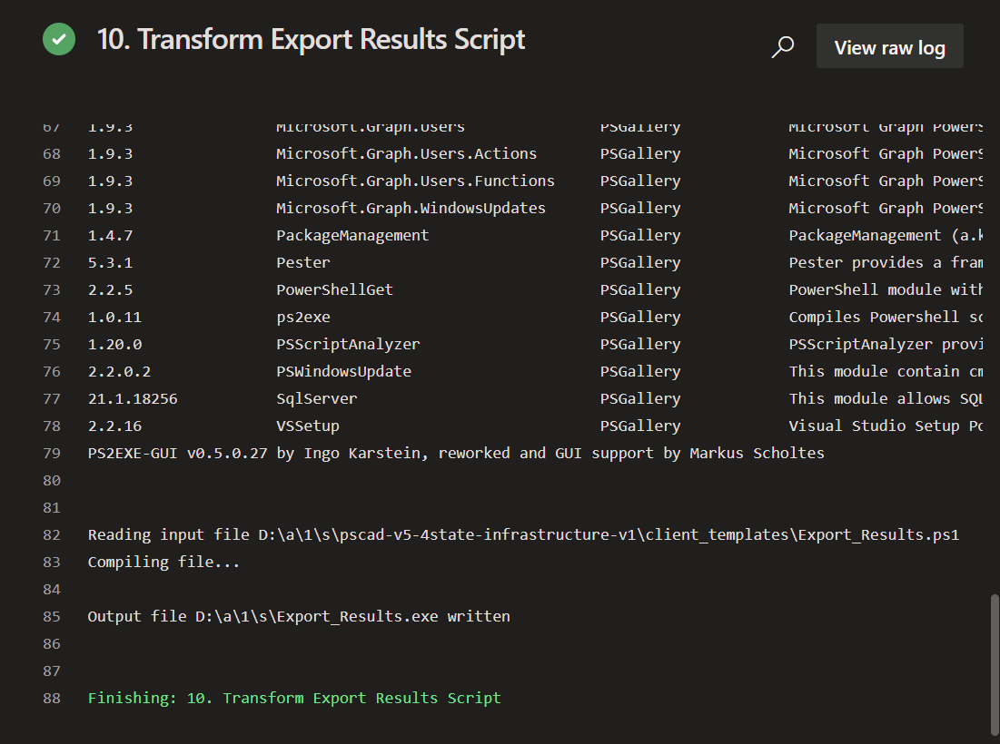 10. Transform Export Results Script
View raw log
67 1.9.3 Microsoft.Graph.Users PSGallery Microsoft Graph PowerS
68 1.9.3 Microsoft.Graph.Users.Actions PSGallery Microsoft Graph PowerS
69 1.9.3 Microsoft.Graph.Users.Functions PSGallery Microsoft Graph PowerS
70 1.9.3 Microsoft.Graph.WindowsUpdates PSGallery Microsoft Graph PowerS
71 1.4.7 PackageManagement PSGallery PackageManagement (a.k
72 5.3.1 Pester PSGallery Pester provides a fram
73 2.2.5 PowerShellGet PSGallery PowerShell module with
74 1.0.11 ps2exe PSGallery Compiles Powershell sc
75 1.20.0 PSScriptAnalyzer PSGallery PSScriptAnalyzer provi
76 2.2.0.2 PSWindowsUpdate PSGallery This module contain cm
77 21.1.18256 SqlServer PSGallery This module allows SQL
78 2.2.16 VSSetup PSGallery Visual Studio Setup Po
79 PS2EXE-GUI v0.5.0.27 by Ingo Karstein, reworked and GUI support by Markus Scholtes
80
81
82 Reading input file D:\a\1\s\pscad-v5-4state-infrastructure-v1\client_templates\Export_Results.ps1
83 Compiling file...
84
85 Output file D:\a\1\s\Export_Results.exe written
86
87
88 Finishing: 10. Transform Export Results Script